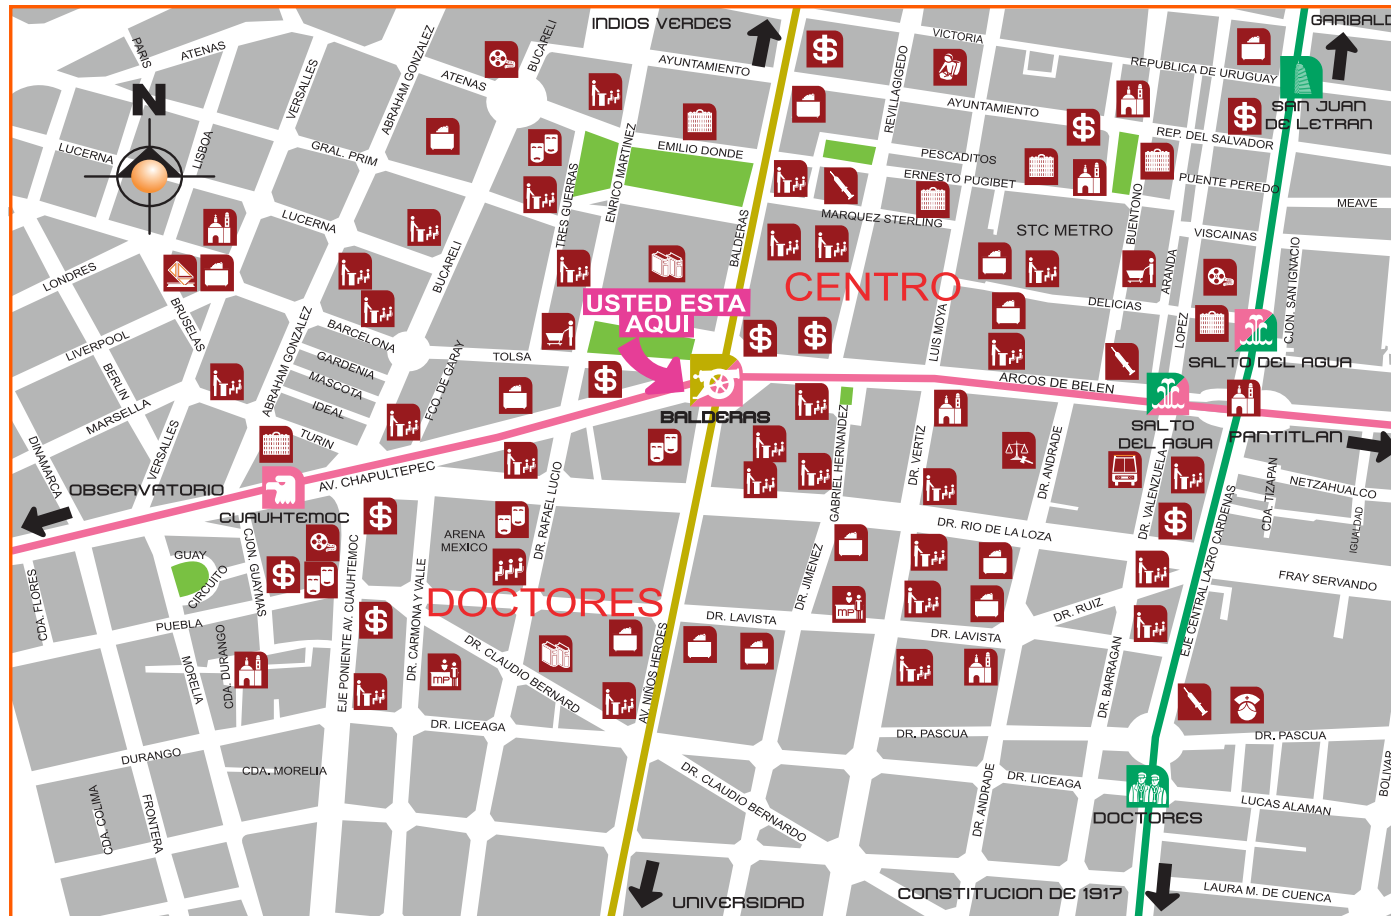 INDIOS VERDES
GARIBALD
PARIS
ATENAS
VERSALLES
ABRAHAM GONZALEZ
ATENAS
BUCARELI
AYUNTAMIENTO
REVILLAGIGEDO
VICTORIA
REPUBLICA DE URUGUAY
AYUNTAMIENTO
SAN JUAN
DE LETRAN
REP. DEL SALVADOR
N
LUCERNA
LISBOA
GRAL. PRIM
ENRICO MARTINEZ
EMILIO DONDE
PESCADITOS
ERNESTO PUGIBET
PUENTE PEREDO
MEAVE
LUCERNA
TRES GUERRAS
BALDERAS
MARQUEZ STERLING
STC METRO
BUENTONO
VISCAINAS
CJON. SAN IGNACIO
LONDRES
BRUSELAS
BUCARELI
ARANDA
LOPEZ
DELICIAS
CENTRO
USTED ESTA
AQUI
LIVERPOOL
BERLIN
ABRAHAM GONZALEZ
BARCELONA
GARDENIA
MASCOTA
IDEAL
TURIN
FCO. DE GARAY
TOLSA
LUIS MOYA
SALTO DEL AGUA
MARSELLA
DINAMARCA
VERSALLES
BALDERAS
ARCOS DE BELEN
SALTO
DEL AGUA
PANTITLAN
OBSERVATORIO
AV. CHAPULTEPEC
CUAUHTEMOC
DR. RAFAEL LUCIO
GABRIEL HERNANDEZ
DR. VERTIZ
DR. ANDRADE
DR. VALENZUELA
CDA. TIZAPAN
NETZAHUALCO
IGUALDAD
ARENA
MEXICO
DR. RIO DE LA LOZA
EJE CENTRAL LAZRO CARDENAS
FRAY SERVANDO
CDA. FLORES
GUAY
CIRCUITO
CJON. GUAYMAS
EJE PONIENTE AV. CUAUHTEMOC
DR. CARMONA Y VALLE
DOCTORES
DR. JIMENEZ
MP
DR. LAVISTA
DR. LAVISTA
DR. RUIZ
PUEBLA
MORELIA
CDA. DURANGO
DR. CLAUDIO BERNARD
MP
AV. NIÑOS HEROES
DR. BARRAGAN
DR. LICEAGA
DR. PASCUA
DR. PASCUA
DURANGO
CDA. MORELIA
CDA. COLIMA
FRONTERA
DR. CLAUDIO BERNARDO
DR. ANDRADE
DR. LICEAGA
BOLIVAR
LUCAS ALAMAN
DOCTORES
UNIVERSIDAD
CONSTITUCION DE 1917
LAURA M. DE CUENCA